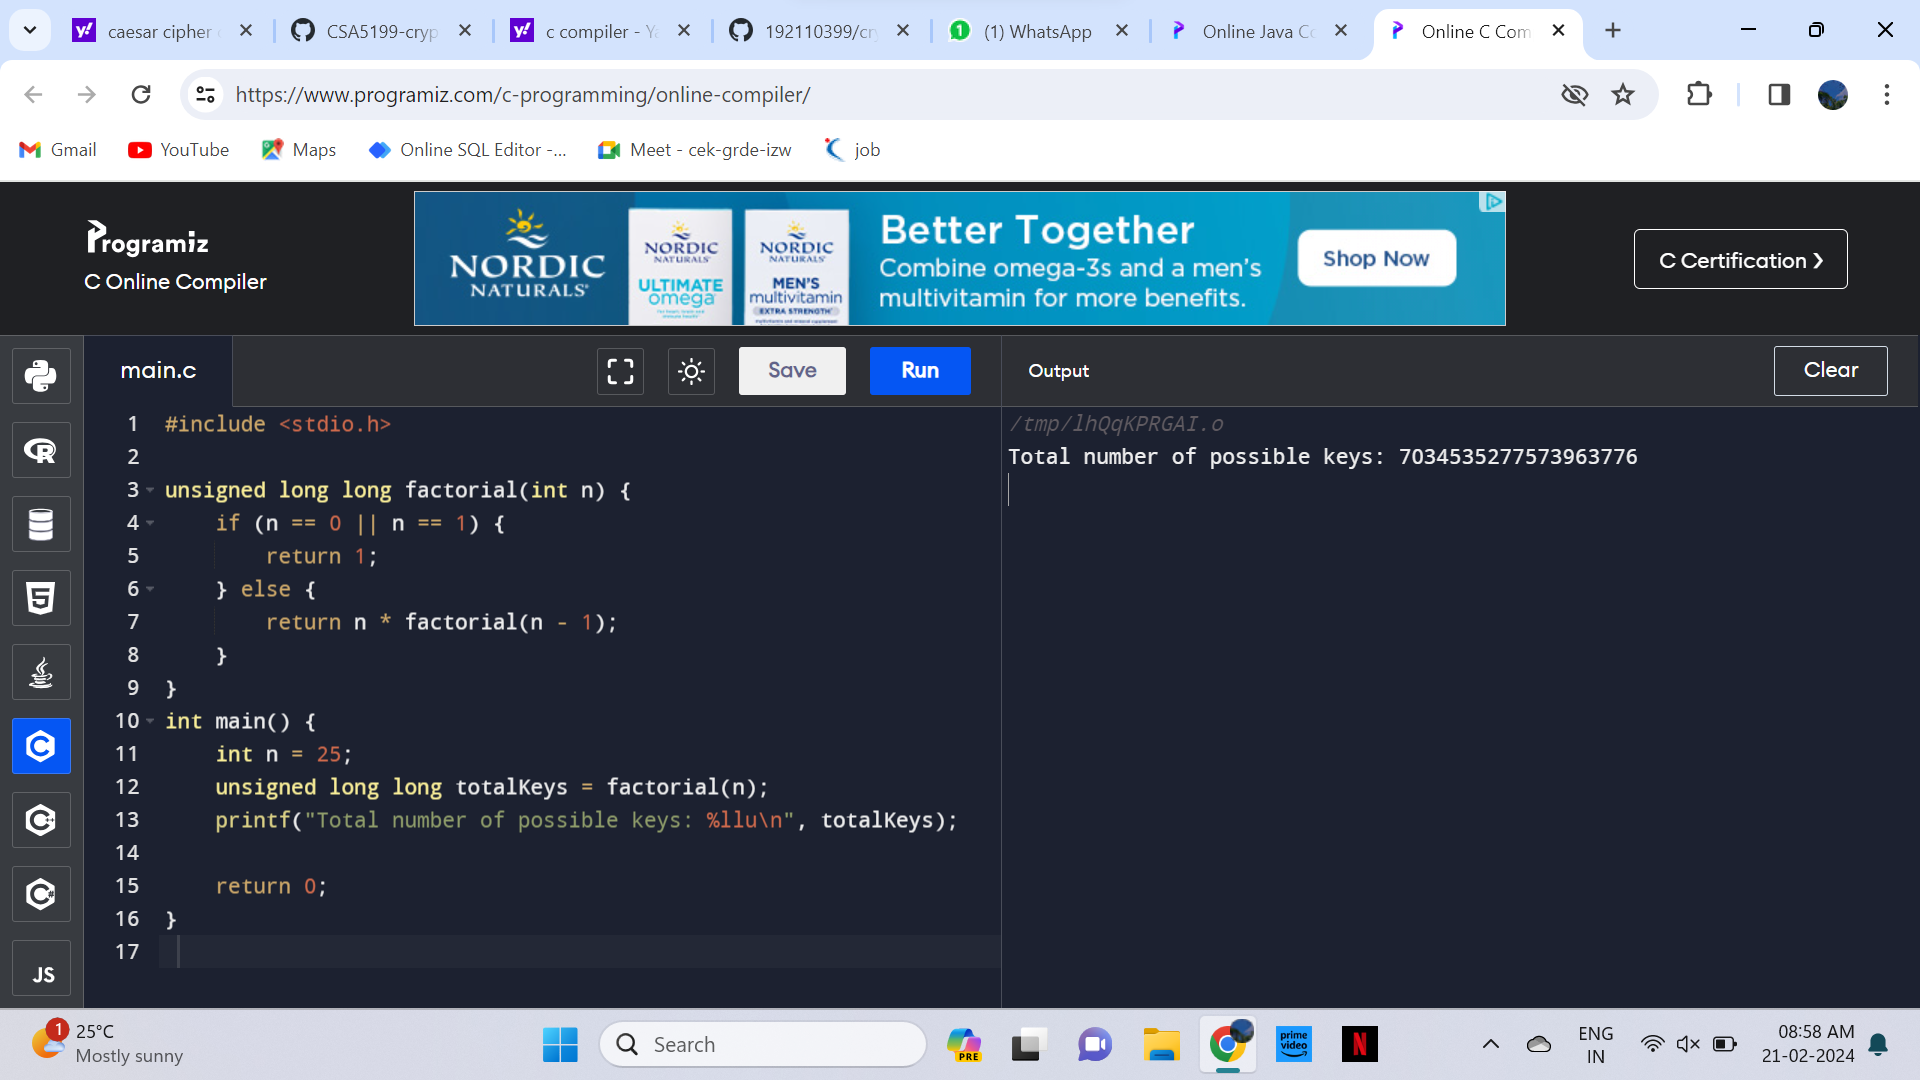 caesar cipher
CSA5199-cryp
c compiler - Ya
192110399/cry
(1) WhatsApp
Online Java Co
Online C Com
https://www.programiz.com/c-programming/online-compiler/
Gmail
YouTube
Maps
Online SQL Editor -...
Meet - cek-grde-izw
job
Programiz
C Online Compiler
NORDIC
NATURALS
NORDIC
NATURALS
ULTIMATE
omega
NORDIC
NATURALS
MEN'S
multivitamin
EXTRA STRENGTH
Better Together
Combine omega-3s and a men's
multivitamin for more benefits.
Shop Now
C Certification ❯
main.c
Save
Run
Output
Clear
1 #include <stdio.h>
2
3 unsigned long long factorial(int n) {
4 if (n == 0 || n == 1) {
5 return 1;
6 } else {
7 return n * factorial(n - 1);
8 }
9 }
10 int main() {
11 int n = 25;
12 unsigned long long totalKeys = factorial(n);
13 printf("Total number of possible keys: %llu\n", totalKeys);
14
15 return 0;
16 }
17
/tmp/lhQqKPRGAI.o
Total number of possible keys: 7034535277573963776
JS
1
25°C
Mostly sunny
Search
PRE
prime
video
N
ENG
IN
08:58 AM
21-02-2024